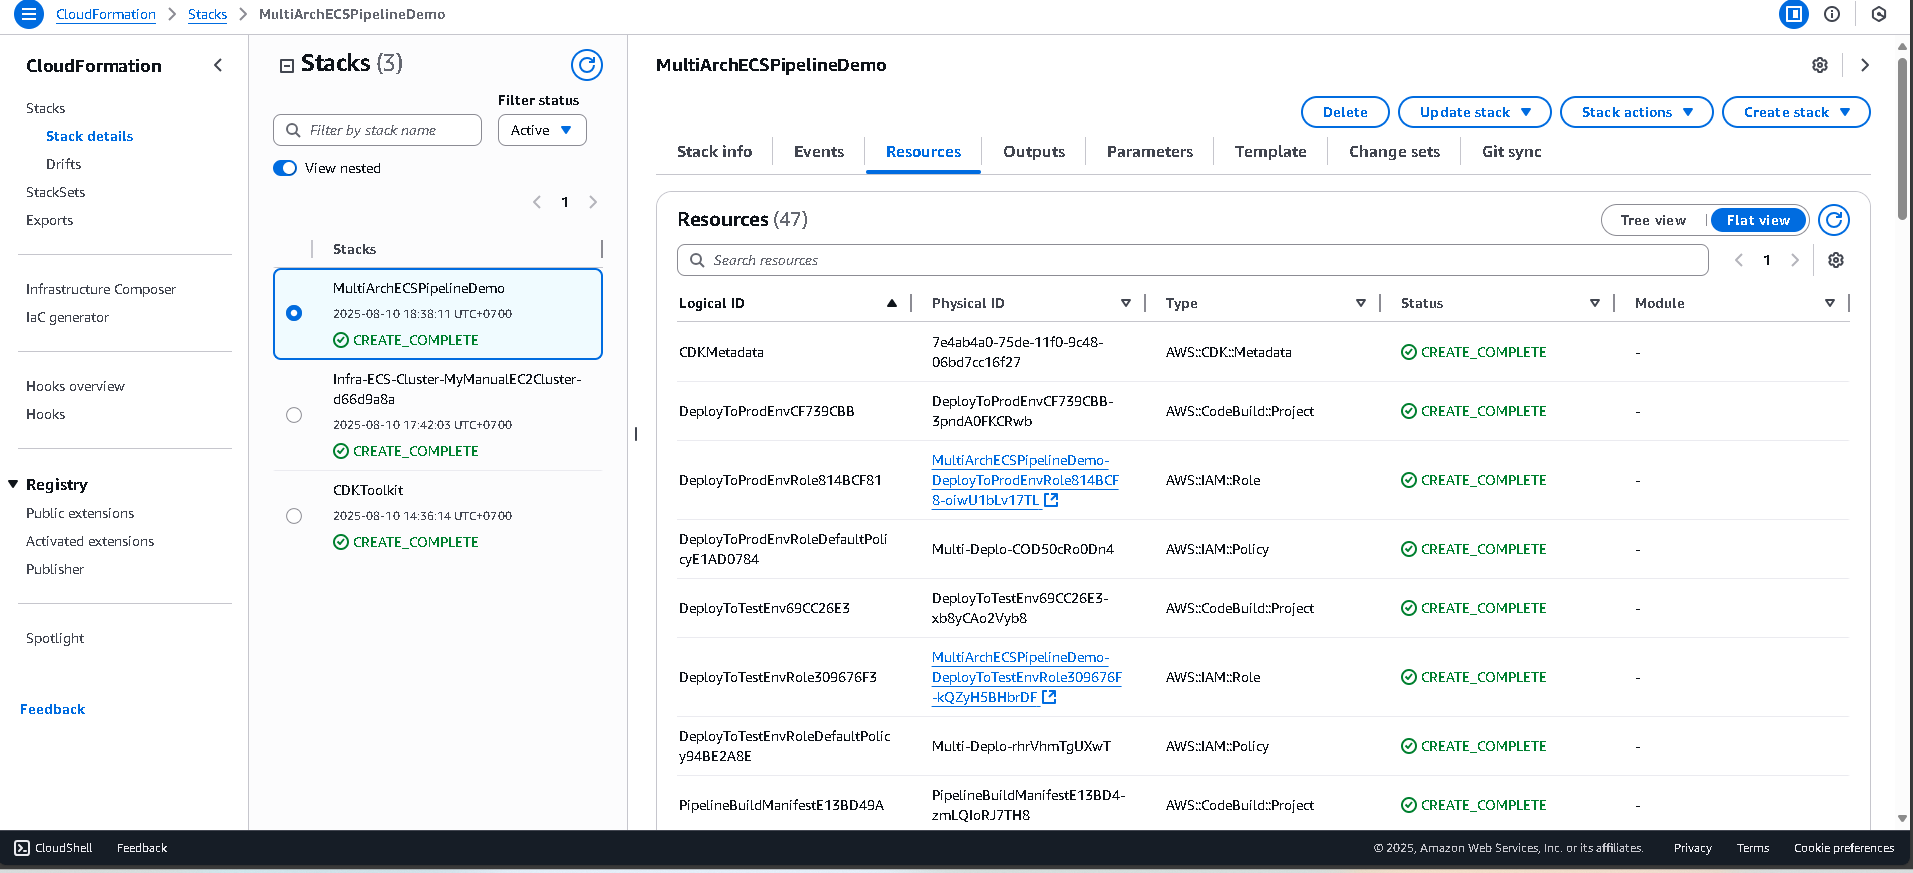 CloudFormation > Stacks > MultiArchECSPipelineDemo
CloudFormation
Stacks
Stack details
Drifts
StackSets
Exports
Infrastructure Composer
IaC generator
Hooks overview
Hooks
Registry
Public extensions
Activated extensions
Publisher
Spotlight
Feedback
Stacks (3)
Filter status
Filter by stack name
Active
View nested
1
Stacks
MultiArchECSPipelineDemo
2025-08-10 18:38:11 UTC+0700
CREATE_COMPLETE
Infra-ECS-Cluster-MyManualEC2Cluster-
d66d9a8a
2025-08-10 17:42:03 UTC+0700
CREATE_COMPLETE
CDKToolkit
2025-08-10 14:36:14 UTC+0700
CREATE_COMPLETE
MultiArchECSPipelineDemo
Delete Update stack Stack actions Create stack
Stack info Events Resources Outputs Parameters Template Change sets Git sync
Resources (47)
Tree view Flat view
Search resources
1
Logical ID Physical ID Type Status Module
CDKMetadata
7e4ab4a0-75de-11f0-9c48-
06bd7cc16f27
AWS::CDK::Metadata
CREATE_COMPLETE
-
DeployToProdEnvCF739CBB
DeployToProdEnvCF739CBB-
3pndA0FKCRwb
AWS::CodeBuild::Project
CREATE_COMPLETE
-
DeployToProdEnvRole814BCF81
MultiArchECSPipelineDemo-
DeployToProdEnvRole814BCF
8-oiwU1bLv17TL
AWS::IAM::Role
CREATE_COMPLETE
-
DeployToProdEnvRoleDefaultPoli
cyE1AD0784
Multi-Deplo-COD50cRo0Dn4
AWS::IAM::Policy
CREATE_COMPLETE
-
DeployToTestEnv69CC26E3
DeployToTestEnv69CC26E3-
xb8yCAo2Vyb8
AWS::CodeBuild::Project
CREATE_COMPLETE
-
DeployToTestEnvRole309676F3
MultiArchECSPipelineDemo-
DeployToTestEnvRole309676F
-kQZyH5BHbrDF
AWS::IAM::Role
CREATE_COMPLETE
-
DeployToTestEnvRoleDefaultPolic
y94BE2A8E
Multi-Deplo-rhrVhmTgUXwT
AWS::IAM::Policy
CREATE_COMPLETE
-
PipelineBuildManifestE13BD49A
PipelineBuildManifestE13BD4-
zmLQIoRJ7TH8
AWS::CodeBuild::Project
CREATE_COMPLETE
-
CloudShell Feedback
© 2025, Amazon Web Services, Inc. or its affiliates. Privacy Terms Cookie preferences